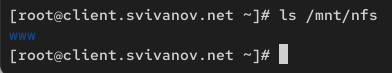 [root@client.svivanov.net ~]# ls /mnt/nfs
www
[root@client.svivanov.net ~]#